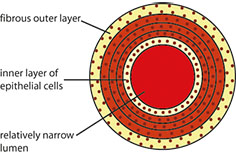 fibrous outer layer
inner layer of
epithelial cells
relatively narrow
lumen